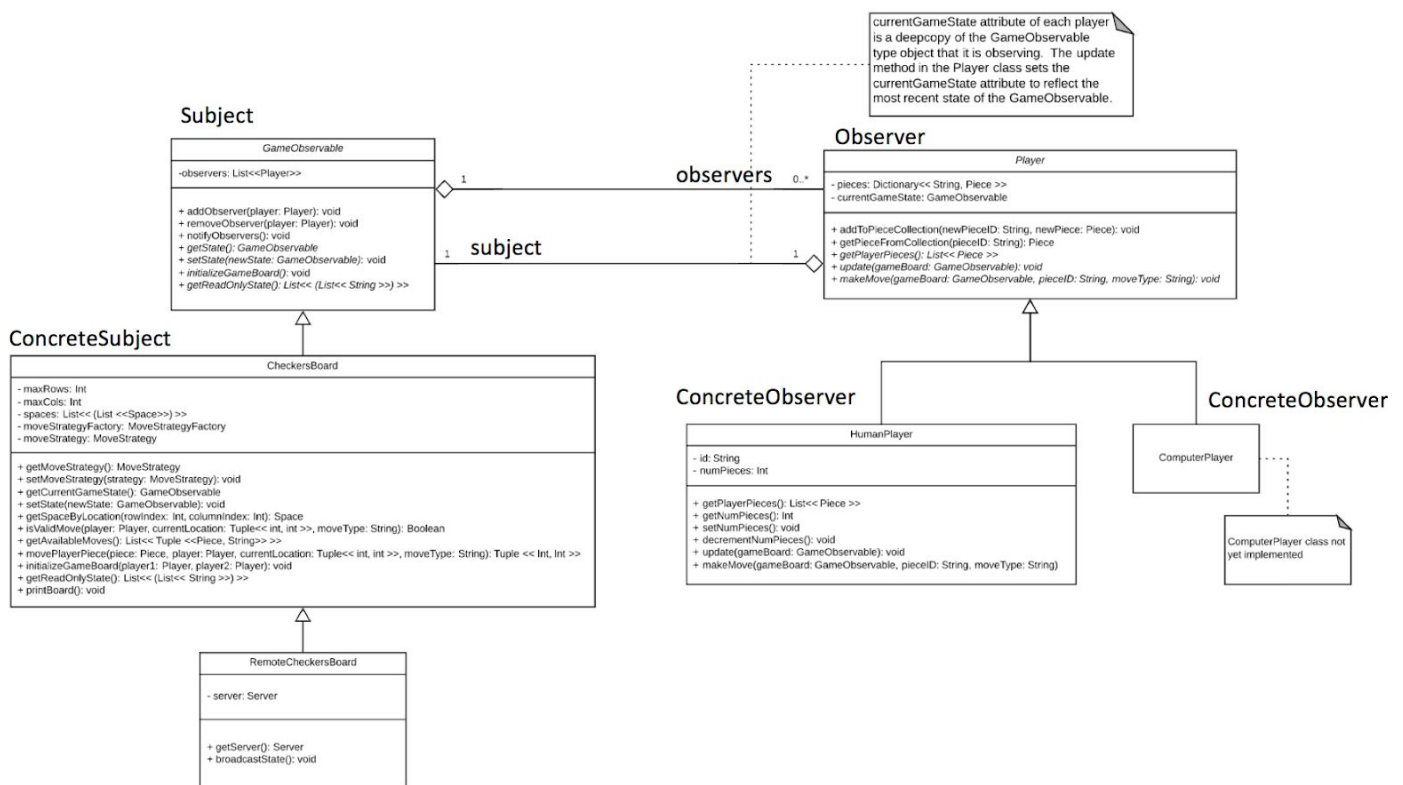 currentGameState attribute of each player
is a deepcopy of the GameObservable
type object that it is observing. The update
method in the Player class sets the
currentGameState attribute to reflect the
most recent state of the GameObservable.
Subject
GameObservable
-observers: List<<Player>>
+ addObserver(player: Player): void
+ removeObserver(player: Player): void
+ notifyObservers(): void
+ getState(): GameObservable
+ setState(newState: GameObservable): void
+ initializeGameBoard(): void
+ getReadOnlyState(): List<< (List<< String >>) >>
1
observers
0..*
1
subject
1
Observer
Player
- pieces: Dictionary<< String, Piece >>
- currentGameState: GameObservable
+ addToPieceCollection(newPieceID: String, newPiece: Piece): void
+ getPieceFromCollection(pieceID: String): Piece
+ getPlayerPieces(): List<< Piece >>
+ update(gameBoard: GameObservable): void
+ makeMove(gameBoard: GameObservable, pieceID: String, moveType: String): void
ConcreteSubject
CheckersBoard
- maxRows: Int
- maxCols: Int
- spaces: List<< (List <<Space>>) >>
- moveStrategyFactory: MoveStrategyFactory
- moveStrategy: MoveStrategy
+ getMoveStrategy(): MoveStrategy
+ setMoveStrategy(strategy: MoveStrategy): void
+ getCurrentGameState(): GameObservable
+ setState(newState: GameObservable): void
+ getSpaceByLocation(rowIndex: Int, columnIndex: Int): Space
+ isValidMove(player: Player, currentLocation: Tuple<< int, int >>, moveType: String): Boolean
+ getAvailableMoves(): List<< Tuple <<Piece, String>> >>
+ movePlayerPiece(piece: Piece, player: Player, currentLocation: Tuple<< int, int >>, moveType: String): Tuple << Int, Int >>
+ initializeGameBoard(player1: Player, player2: Player): void
+ getReadOnlyState(): List<< (List<< String >>) >>
+ printBoard(): void
ConcreteObserver
HumanPlayer
- id: String
- numPieces: Int
+ getPlayerPieces(): List<< Piece >>
+ getNumPieces(): Int
+ setNumPieces(): void
+ decrementNumPieces(): void
+ update(gameBoard: GameObservable): void
+ makeMove(gameBoard: GameObservable, pieceID: String, moveType: String)
ConcreteObserver
ComputerPlayer
ComputerPlayer class not
yet implemented
RemoteCheckersBoard
- server: Server
+ getServer(): Server
+ broadcastState(): void